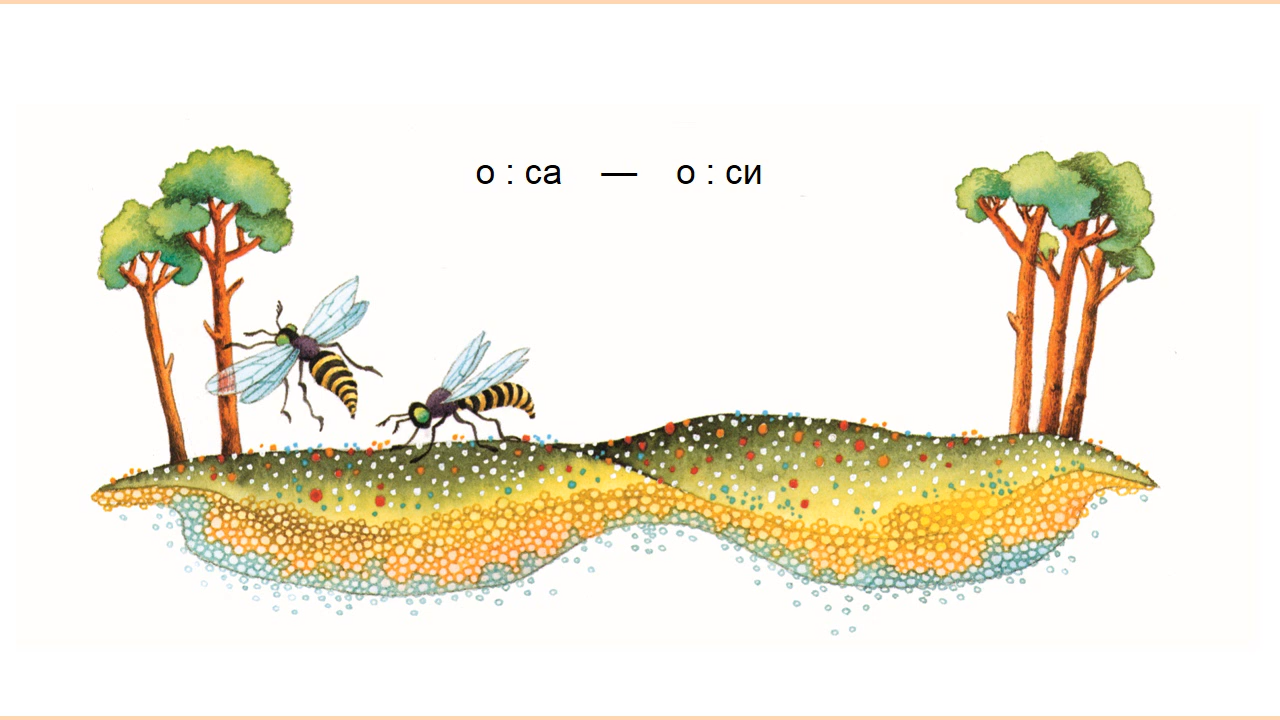 о : са — о : си